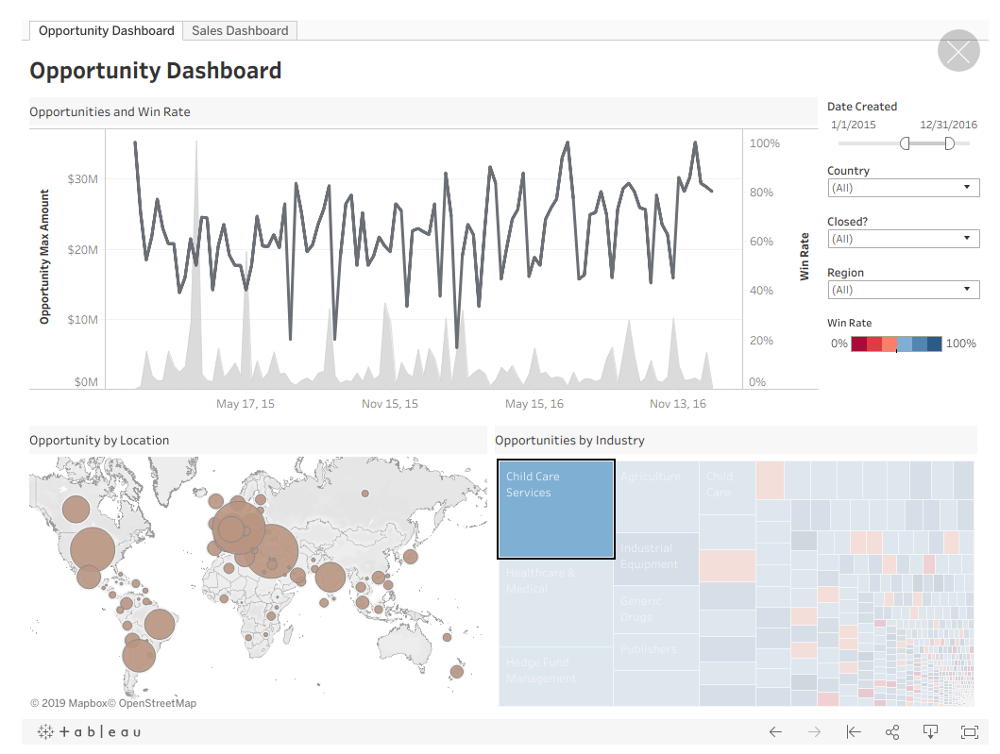 Opportunity Dashboard
Sales Dashboard
Opportunity Dashboard
Opportunities and Win Rate
Opportunity Max Amount
$30M
$20M
$10M
$0M
100%
80%
60%
40%
20%
0%
Win Rate
May 17, 15
Nov 15, 15
May 15, 16
Nov 13, 16
Date Created
1/1/2015
12/31/2016
Country
(All)
Closed?
(All)
Region
(All)
Win Rate
0%
100%
Opportunity by Location
© 2019 Mapbox© OpenStreetMap
Opportunities by Industry
Child Care
Services
Healthcare &
Medical
Hedge Fund
Management
Agriculture
Industrial
Equipment
Generic
Drugs
Publishers
Child
Care
+ a b l e a u